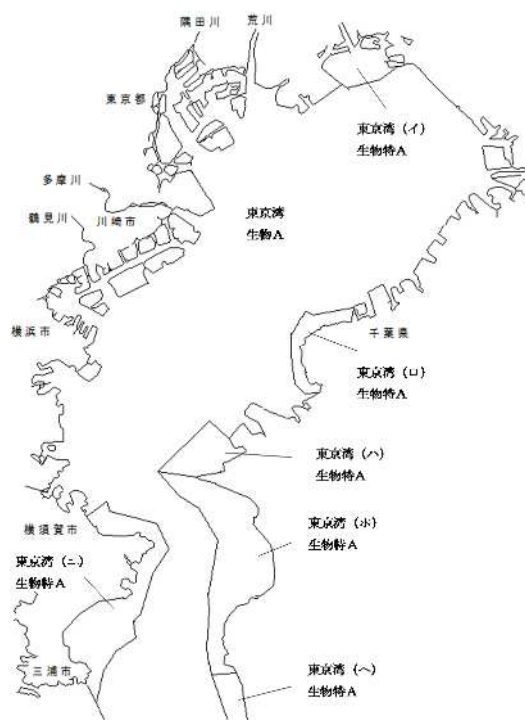 隅田川
荒川
東京都
東京湾（イ）
生物特A
多摩川
鶴見川
川崎市
東京湾
生物A
横浜市
千葉県
東京湾（ロ）
生物特A
東京湾（ハ）
生物特A
横須賀市
東京湾（ホ）
生物特A
東京湾（ニ）
生物特A
三浦市
東京湾（ヘ）
生物特A